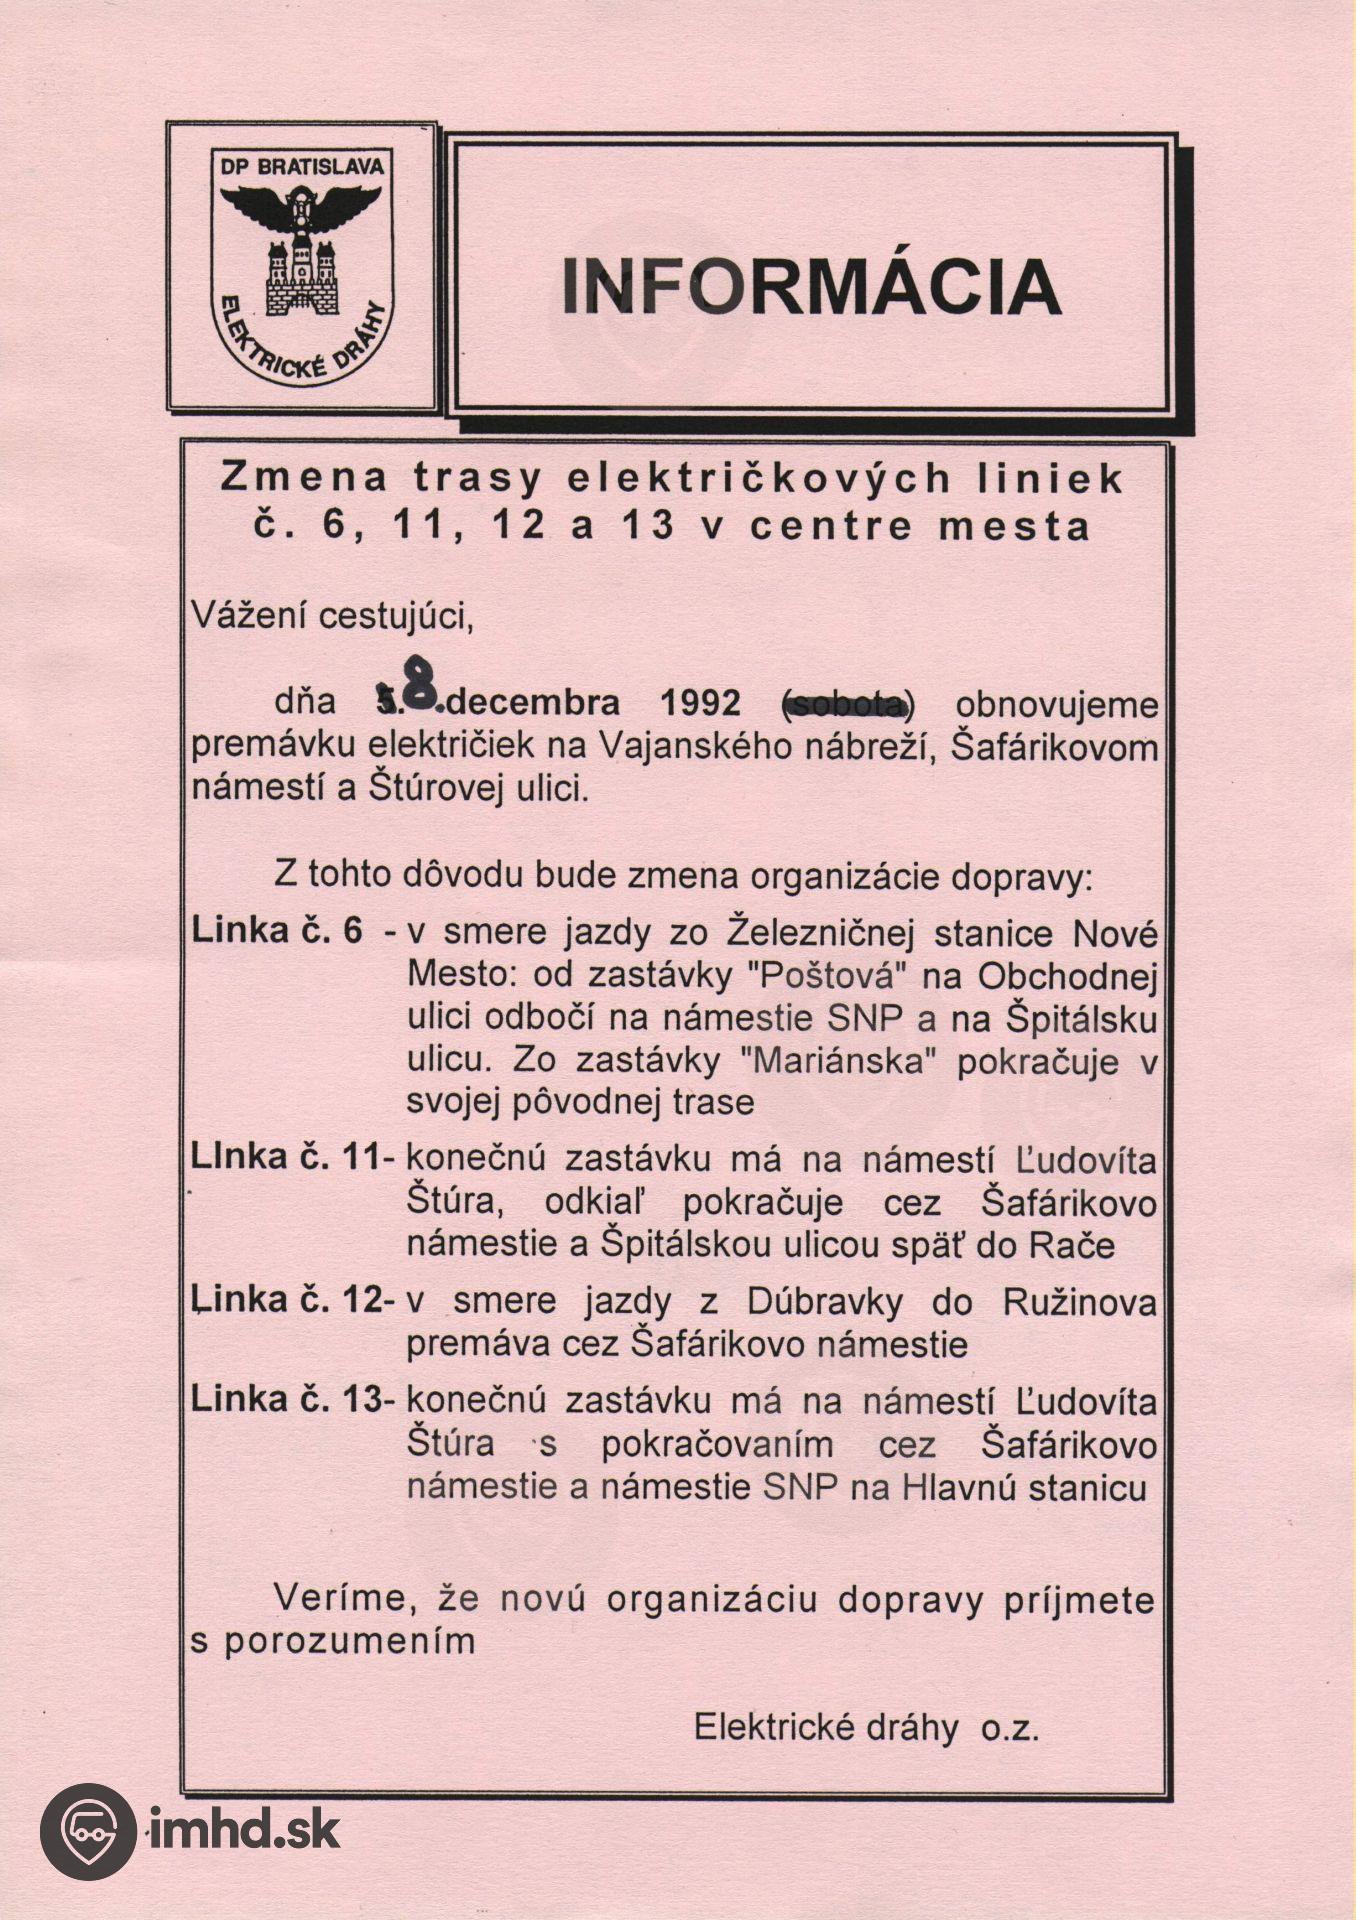 DP BRATISLAVA
ELEKTRICKÉ DRÁHY
INFORMÁCIA
Zmena trasy električkových liniek
č. 6, 11, 12 a 13 v centre mesta
Vážení cestujúci,
dňa 5. 8. decembra 1992 (sobota) obnovujeme
premávku električiek na Vajanského nábreží, Šafárikovom
námestí a Štúrovej ulici.
Z tohto dôvodu bude zmena organizácie dopravy:
Linka č. 6 - v smere jazdy zo Železničnej stanice Nové
Mesto: od zastávky "Poštová" na Obchodnej
ulici odbočí na námestie SNP a na Špitálsku
ulicu. Zo zastávky "Mariánska" pokračuje v
svojej pôvodnej trase
LInka č. 11- konečnú zastávku má na námestí Ľudovíta
Štúra, odkiaľ pokračuje cez Šafárikovo
námestie a Špitálskou ulicou späť do Rače
Linka č. 12- v smere jazdy z Dúbravky do Ružinova
premáva cez Šafárikovo námestie
Linka č. 13- konečnú zastávku má na námestí Ľudovíta
Štúra s pokračovaním cez Šafárikovo
námestie a námestie SNP na Hlavnú stanicu
Veríme, že novú organizáciu dopravy príjmete
s porozumením
Elektrické dráhy o.z.
imhd.sk